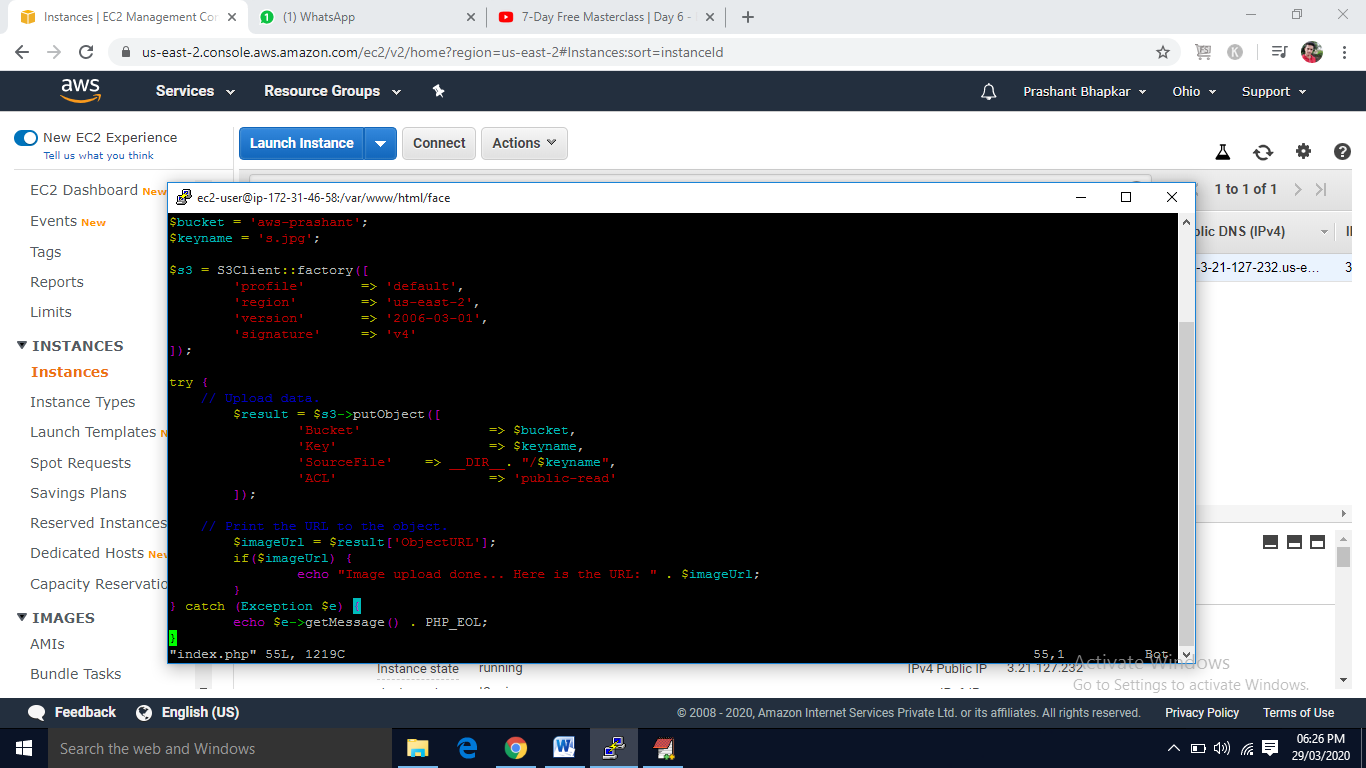 Instances | EC2 Management Con
(1) WhatsApp
7-Day Free Masterclass | Day 6 -
us-east-2.console.aws.amazon.com/ec2/v2/home?region=us-east-2#Instances:sort=instanceId
aws
Services
Resource Groups
Prashant Bhapkar
Ohio
Support
New EC2 Experience
Tell us what you think
Launch Instance
Connect
Actions
EC2 Dashboard New
Events New
Tags
Reports
Limits
INSTANCES
Instances
Instance Types
Launch Templates N
Spot Requests
Savings Plans
Reserved Instances
Dedicated Hosts New
Capacity Reservatio
IMAGES
AMIs
Bundle Tasks
1 to 1 of 1
blic DNS (IPv4)
-3-21-127-232.us-e...
3
ec2-user@ip-172-31-46-58:/var/www/html/face
$bucket = 'aws-prashant';
$keyname = 's.jpg';
$s3 = S3Client::factory([
'profile' => 'default',
'region' => 'us-east-2',
'version' => '2006-03-01',
'signature' => 'v4'
]);
try {
// Upload data.
$result = $s3->putObject([
'Bucket' => $bucket,
'Key' => $keyname,
'SourceFile' => __DIR__. "/$keyname",
'ACL' => 'public-read'
]);
// Print the URL to the object.
$imageUrl = $result['ObjectURL'];
if($imageUrl) {
echo "Image upload done... Here is the URL: " . $imageUrl;
}
} catch (Exception $e) {
echo $e->getMessage() . PHP_EOL;
}
"index.php" 55L, 1219C 55,1 Bot
Instance state running
IPv4 Public IP 3.21.127.232
Activate Windows
Go to Settings to activate Windows.
Feedback
English (US)
© 2008 - 2020, Amazon Internet Services Private Ltd. or its affiliates. All rights reserved.
Privacy Policy
Terms of Use
Search the web and Windows
06:26 PM
29/03/2020